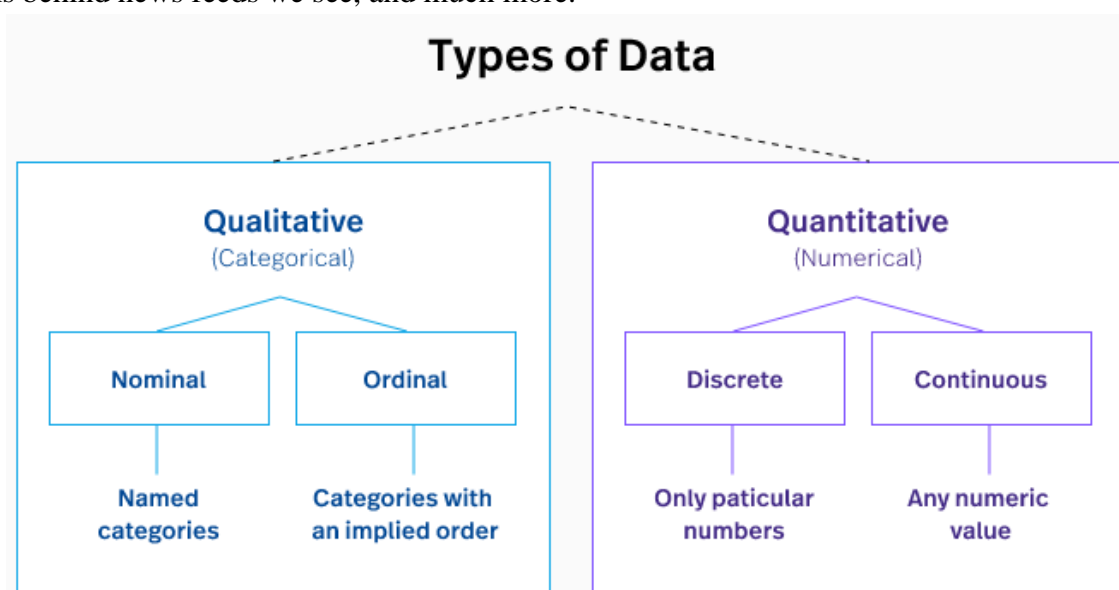 s behind news feeds we see, and much more.
Types of Data
Qualitative
(Categorical)
Nominal
Ordinal
Named
categories
Categories with
an implied order
Quantitative
(Numerical)
Discrete
Continuous
Only paticular
numbers
Any numeric
value